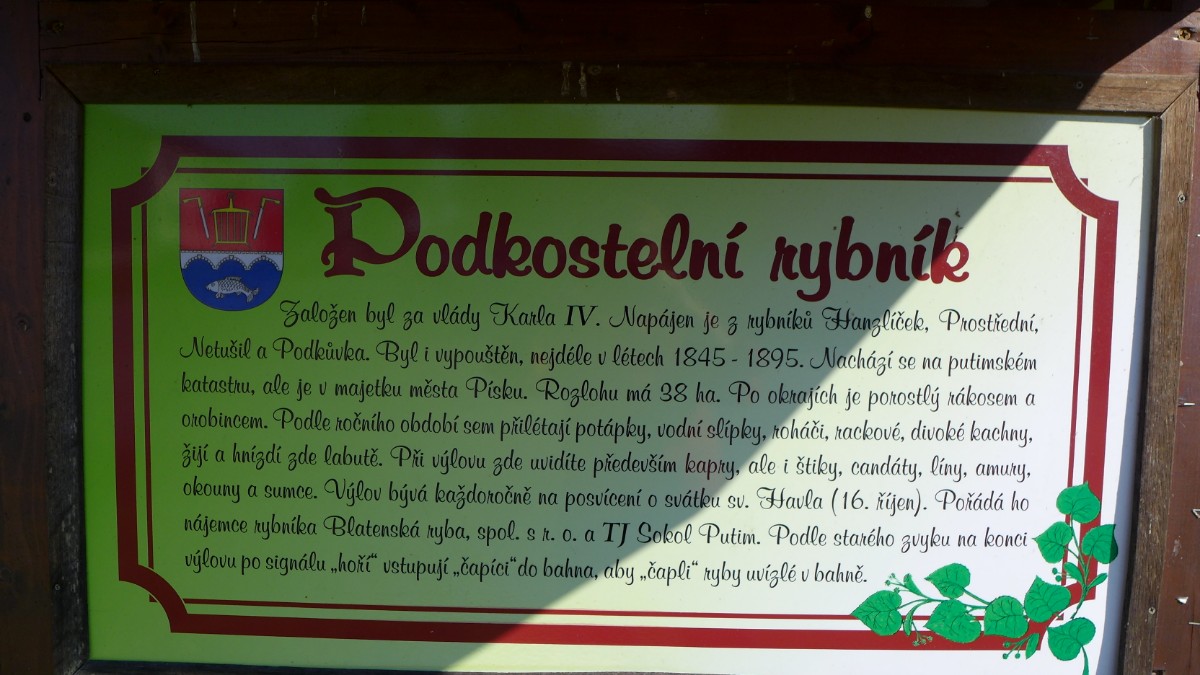 Podkostelní rybník
Založen byl za vlády Karla IV. Napájen je z rybníků Hanzlíček, Prostřední,
Netušil a Podkůvka. Byl i vypouštěn, nejdéle v létech 1845 - 1895. Nachází se na putimském
katastru, ale je v majetku města Písku. Rozlohu má 38 ha. Po okrajích je porostlý rákosem a
orobincem. Podle ročního období sem přilétají potápky, vodní slípky, roháči, rackové, divoké kachny,
žijí a hnízdí zde labutě. Při výlovu zde uvidíte především kapry, ale i štiky, candáty, líny, amury,
okouny a sumce. Výlov bývá každoročně na posvícení o svátku sv. Havla (16. říjen). Pořádá ho
nájemce rybníka Blatenská ryba, spol. s r. o. a TJ Sokol Putim. Podle starého zvyku na konci
výlovu po signálu „hoří“ vstupují „čapíci“do bahna, aby „čapli“ ryby uvízlé v bahně.